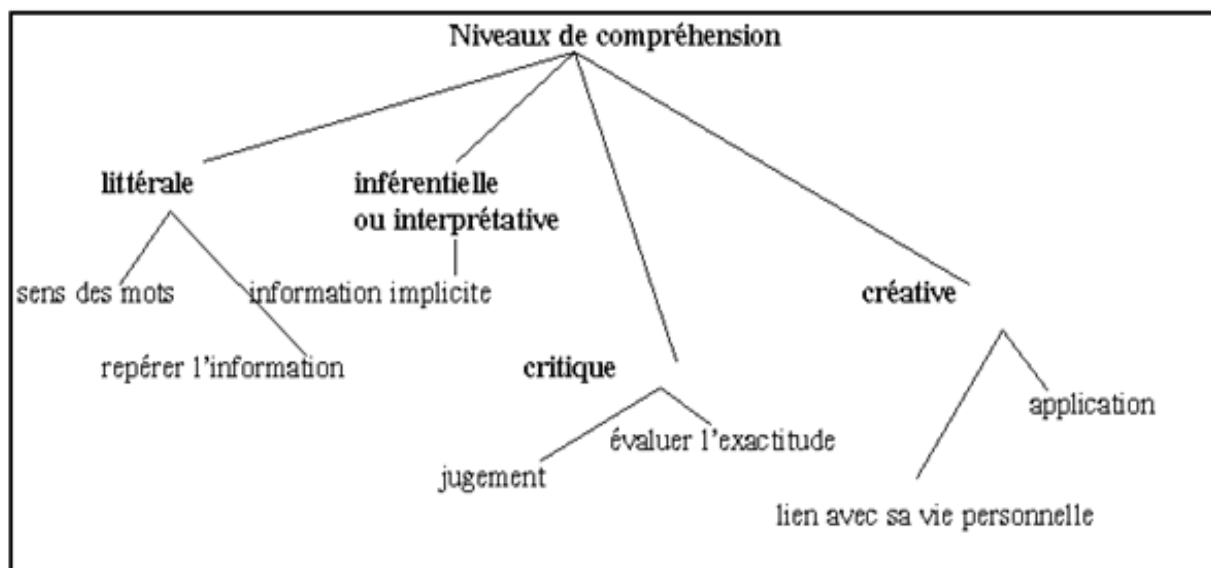 Niveaux de compréhension
littérale
inférentielle
ou interprétative
sens des mots
information implicite
créative
repérer l'information
critique
application
évaluer l'exactitude
jugement
lien avec sa vie personnelle